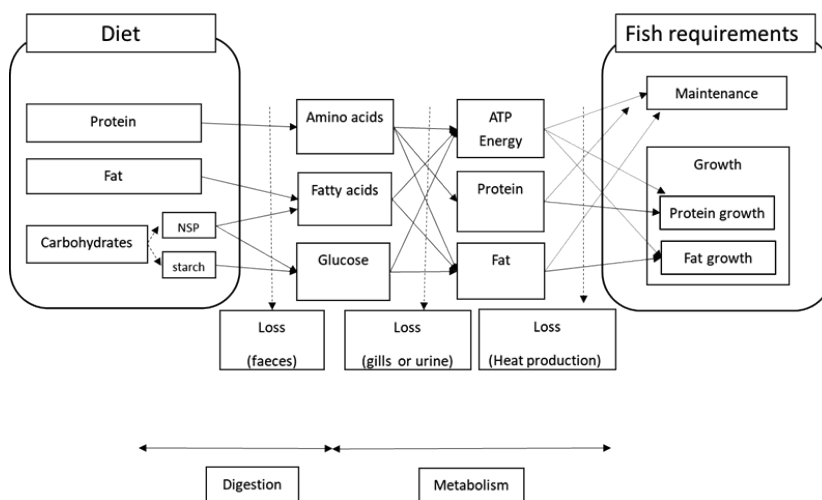 Diet
Fish requirements
Protein
Fat
Carbohydrates
NSP
starch
Amino acids
Fatty acids
Glucose
ATP
Energy
Protein
Fat
Maintenance
Growth
Protein growth
Fat growth
Loss
(faeces)
Loss
(gills or urine)
Loss
(Heat production)
Digestion
Metabolism